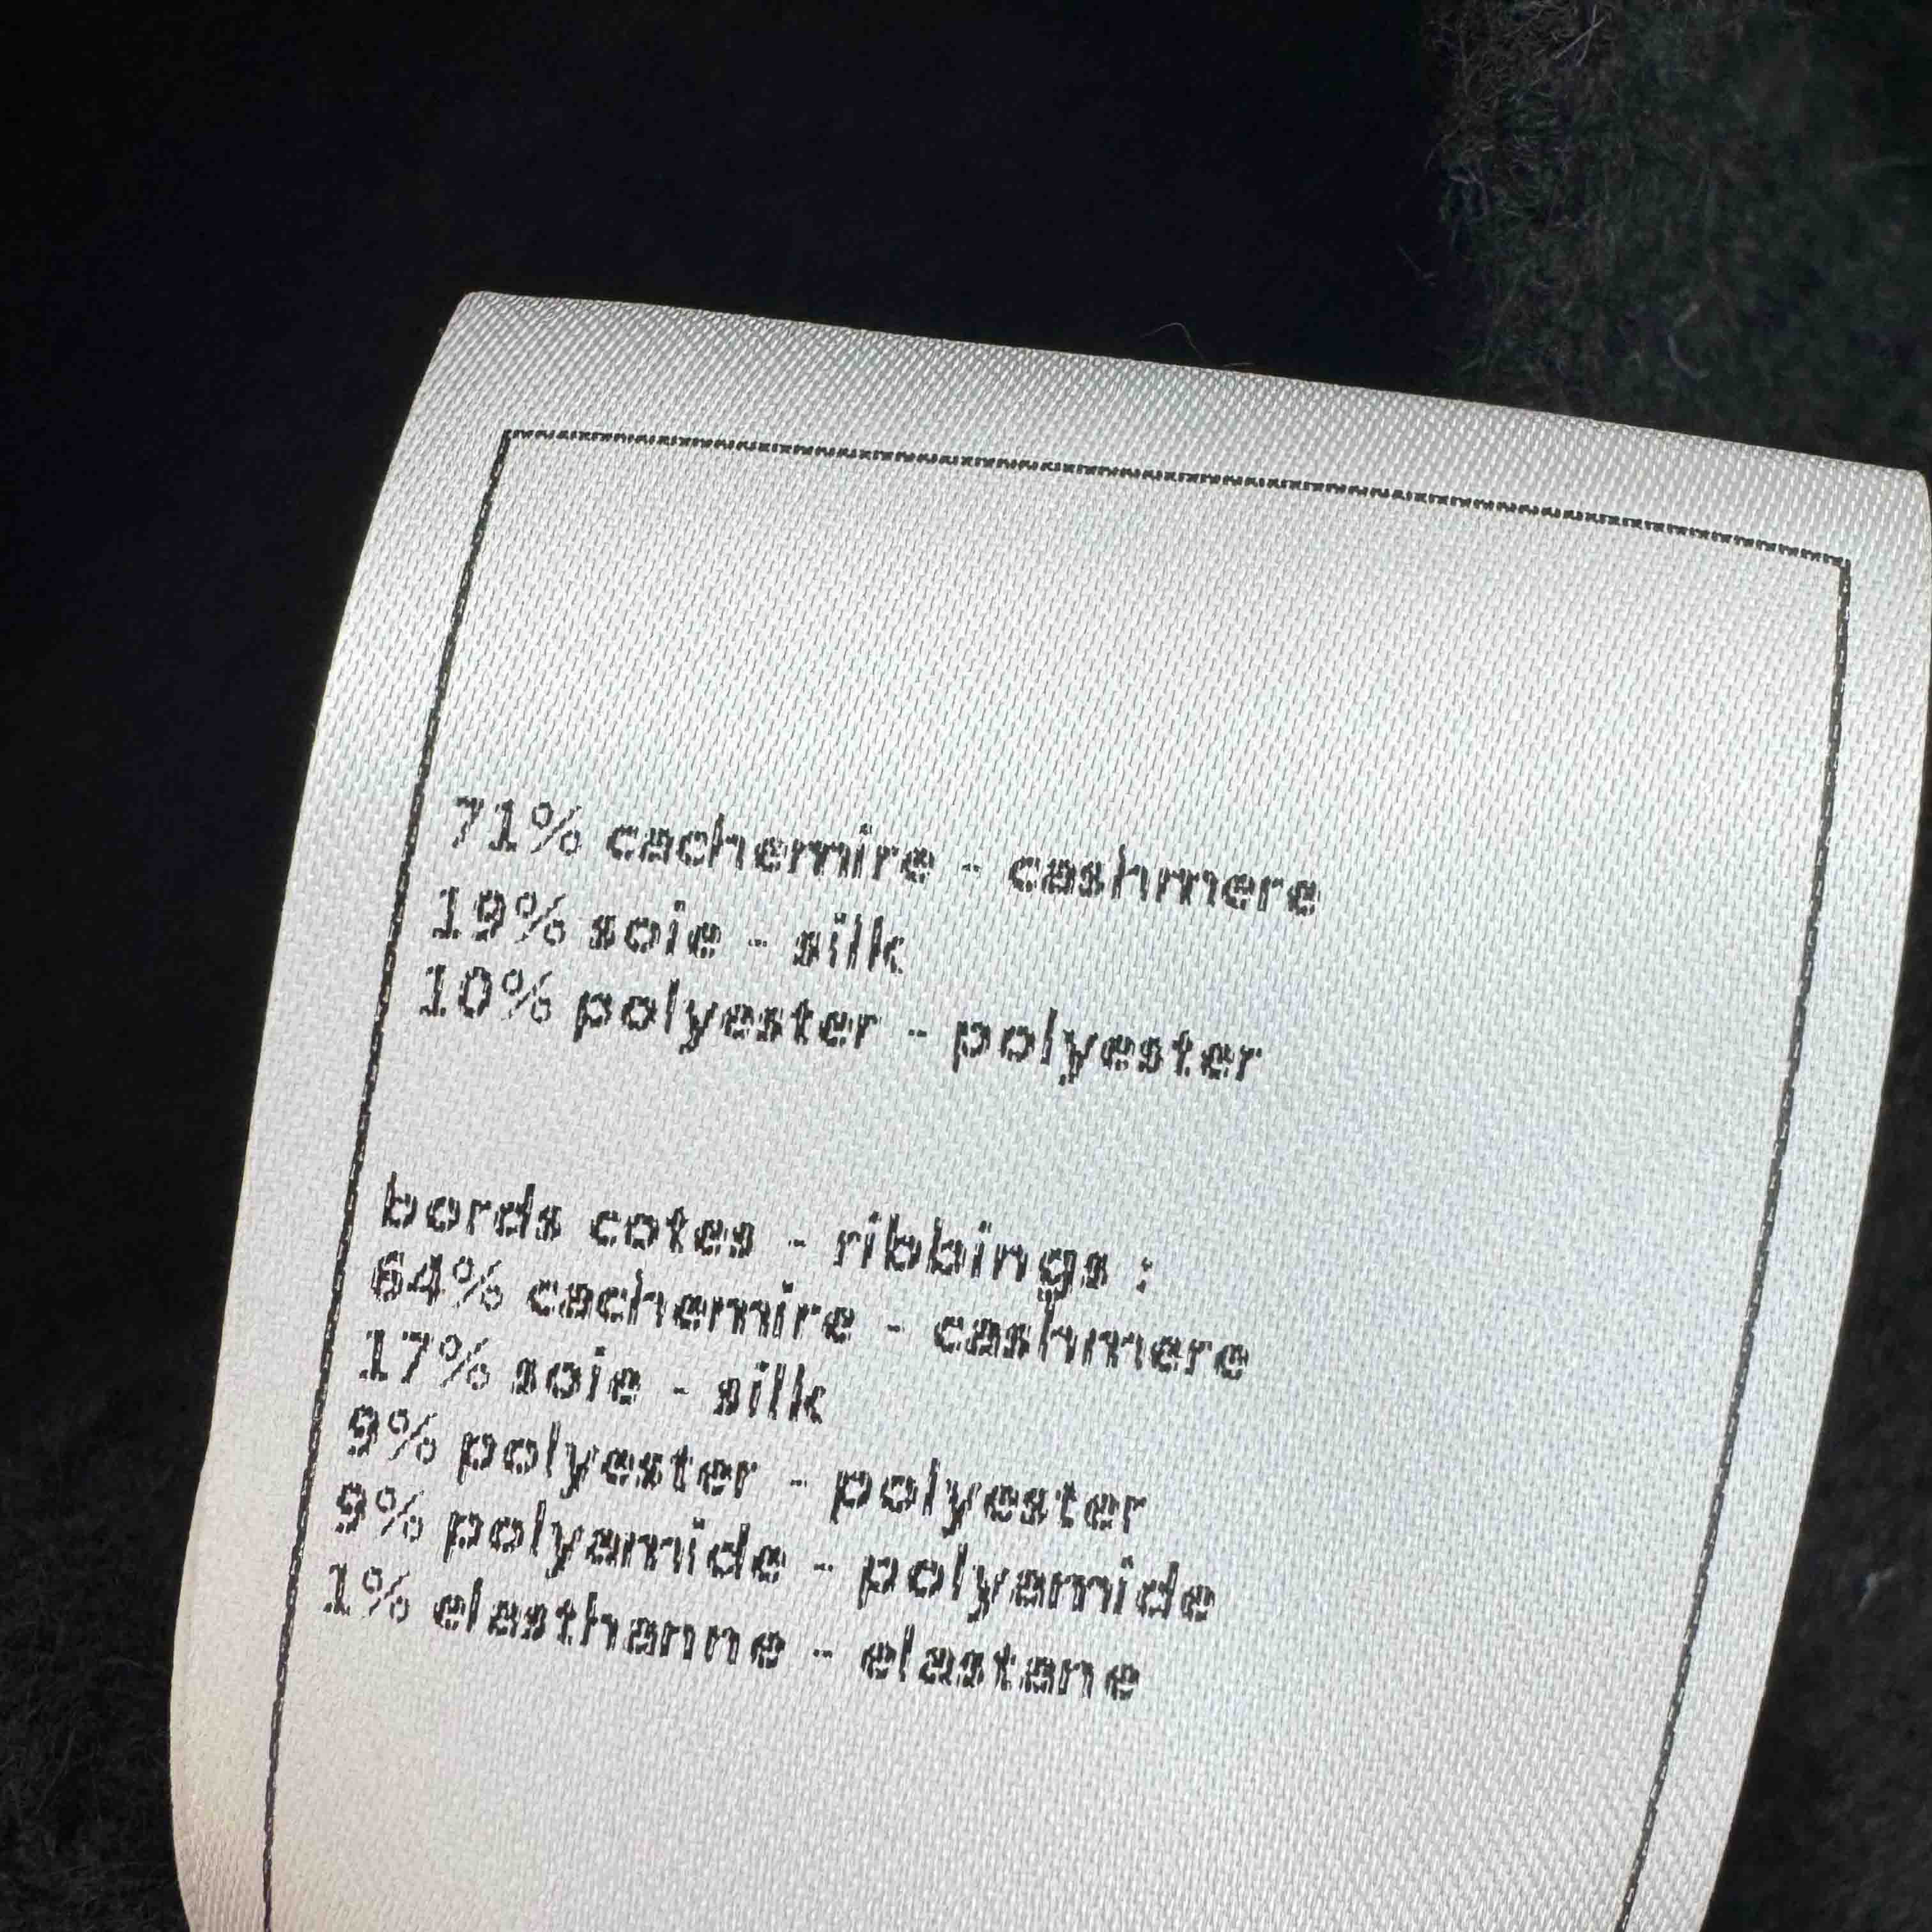 71% cachemire - cashmere
19% soie - silk
10% polyester - polyester
bords cotes - ribbings :
64% cachemire - cashmere
17% soie - silk
9% polyester - polyester
9% polyamide - polyamide
1% elasthanne - elastane